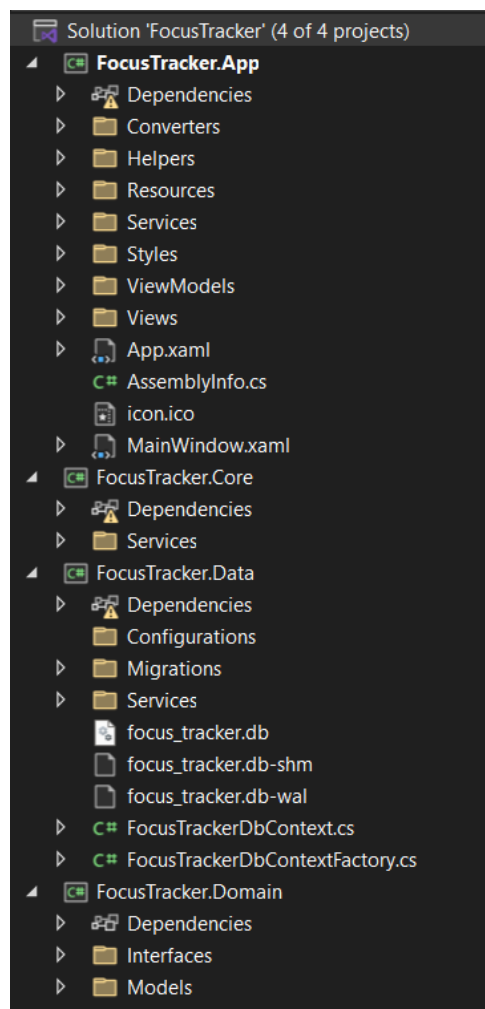 Solution 'FocusTracker' (4 of 4 projects)
C# FocusTracker.App
Dependencies
Converters
Helpers
Resources
Services
Styles
ViewModels
Views
App.xaml
C# AssemblyInfo.cs
icon.ico
MainWindow.xaml
C# FocusTracker.Core
Dependencies
Services
C# FocusTracker.Data
Dependencies
Configurations
Migrations
Services
focus_tracker.db
focus_tracker.db-shm
focus_tracker.db-wal
C# FocusTrackerDbContext.cs
C# FocusTrackerDbContextFactory.cs
C# FocusTracker.Domain
Dependencies
Interfaces
Models